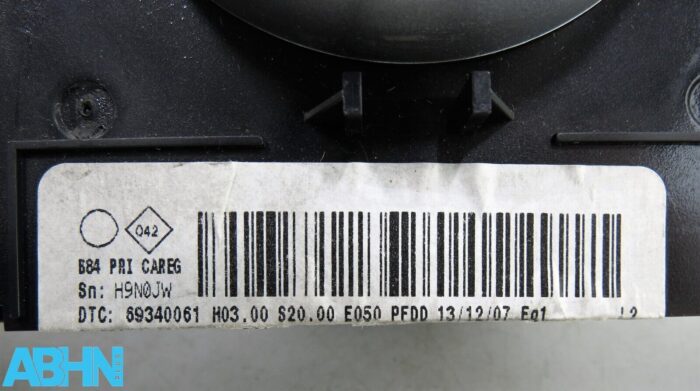 042
B84 PRI CAREG
Sn: H9N0JW
DTC: 69340061 H03.00 S20.00 E050 PFDD 13/12/07 Eq1 L2
ABHN